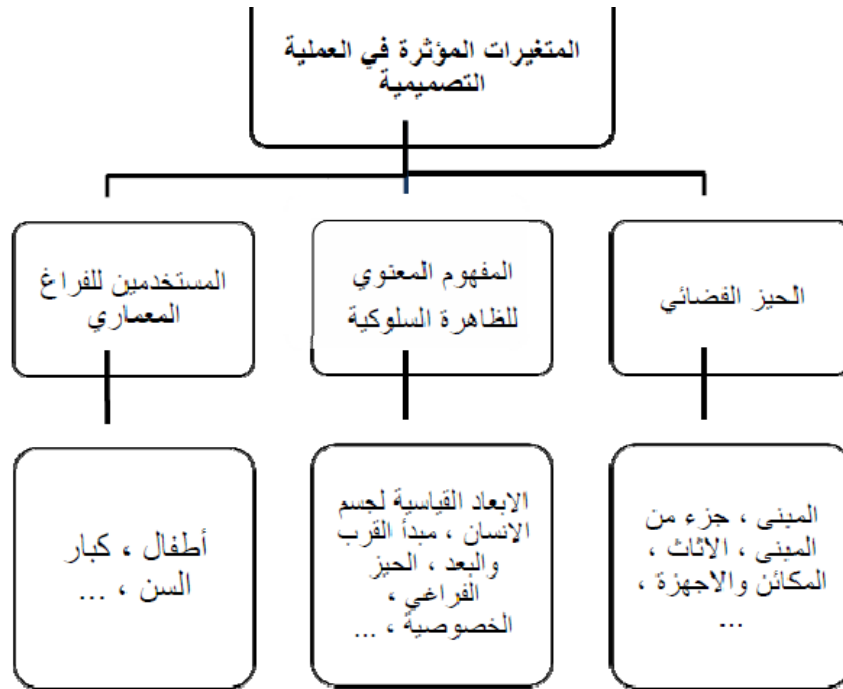 المتغيرات المؤثرة في العملية
التصميمية
الحيز الفضائي
المفهوم المعنوي
للظاهرة السلوكية
المستخدمين للفراغ
المعماري
المبنى ، جزء من
المبنى ، الاثاث ،
المكائن والاجهزة ،
...
الابعاد القياسية لجسم
الانسان ، مبدأ القرب
والبعد ، الحيز
الفراغي ،
الخصوصية ، ...
أطفال ، كبار
السن ، ...